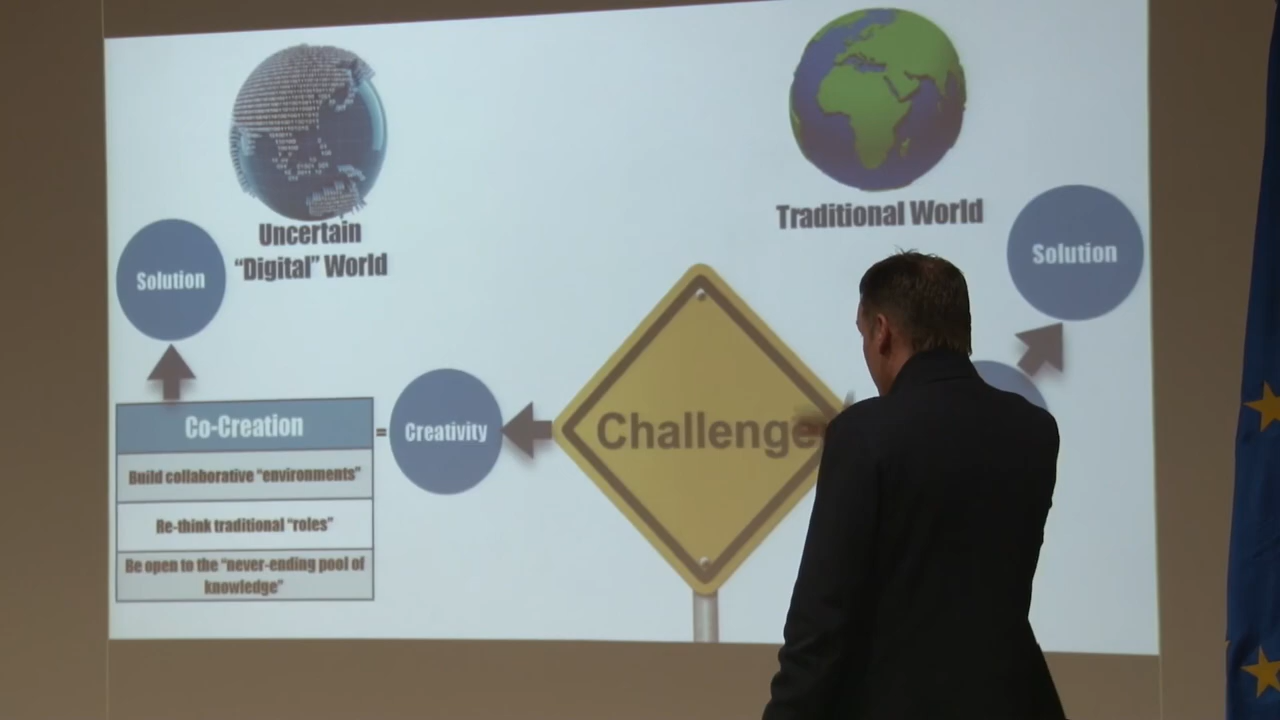 Uncertain
“Digital” World
Traditional World
Solution
Solution
Co-Creation
=
Creativity
Challenge
Build collaborative “environments”
Re-think traditional “roles”
Be open to the “never-ending pool of
knowledge”